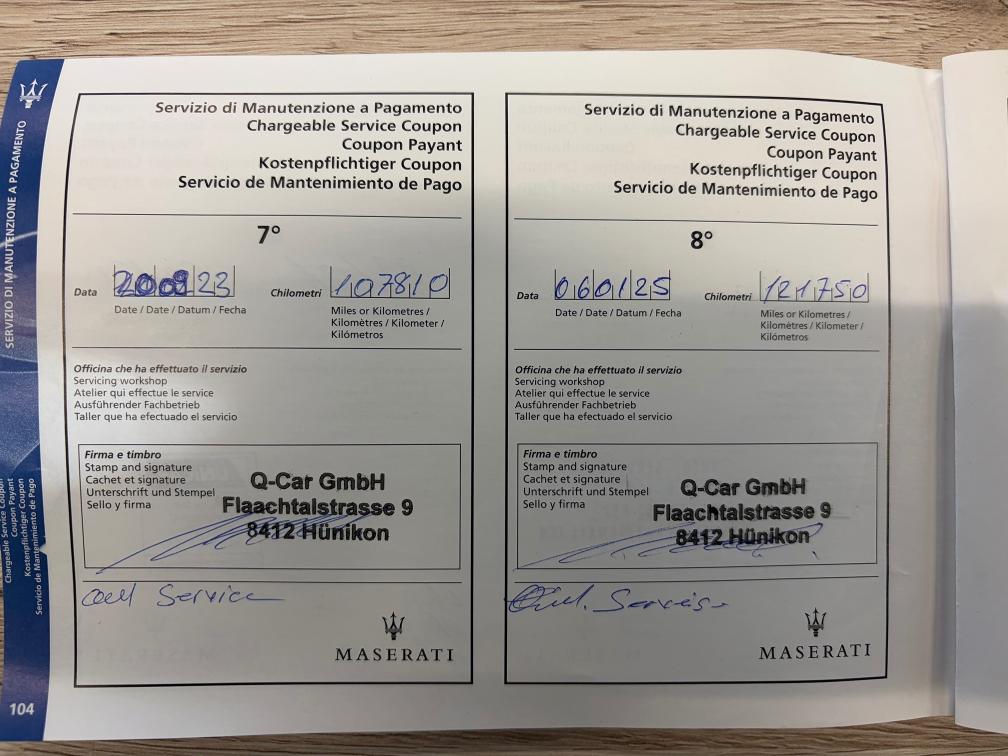 SERVIZIO DI MANUTENZIONE A PAGAMENTO
Chargeable Service Coupon
Coupon Payant
Kostenpflichtiger Coupon
Servicio de Mantenimiento de Pago
104
Servizio di Manutenzione a Pagamento
Chargeable Service Coupon
Coupon Payant
Kostenpflichtiger Coupon
Servicio de Mantenimiento de Pago
7°
Data 23 Chilometri 107810
Date / Date / Datum / Fecha
Miles or Kilometres /
Kilomètres / Kilometer /
Kilómetros
Officina che ha effettuato il servizio
Servicing workshop
Atelier qui effectue le service
Ausführender Fachbetrieb
Taller que ha efectuado el servicio
Firma e timbro
Stamp and signature
Cachet et signature
Unterschrift und Stempel
Sello y firma
Q-Car GmbH
Flaachtalstrasse 9
8412 Hünikon
Service
MASERATI
Servizio di Manutenzione a Pagamento
Chargeable Service Coupon
Coupon Payant
Kostenpflichtiger Coupon
Servicio de Mantenimiento de Pago
8°
Data 060125 Chilometri 121750
Date / Date / Datum / Fecha
Miles or Kilometres /
Kilomètres / Kilometer /
Kilómetros
Officina che ha effettuato il servizio
Servicing workshop
Atelier qui effectue le service
Ausführender Fachbetrieb
Taller que ha efectuado el servicio
Firma e timbro
Stamp and signature
Cachet et signature
Unterschrift und Stempel
Sello y firma
Q-Car GmbH
Flaachtalstrasse 9
8412 Hünikon
MASERATI